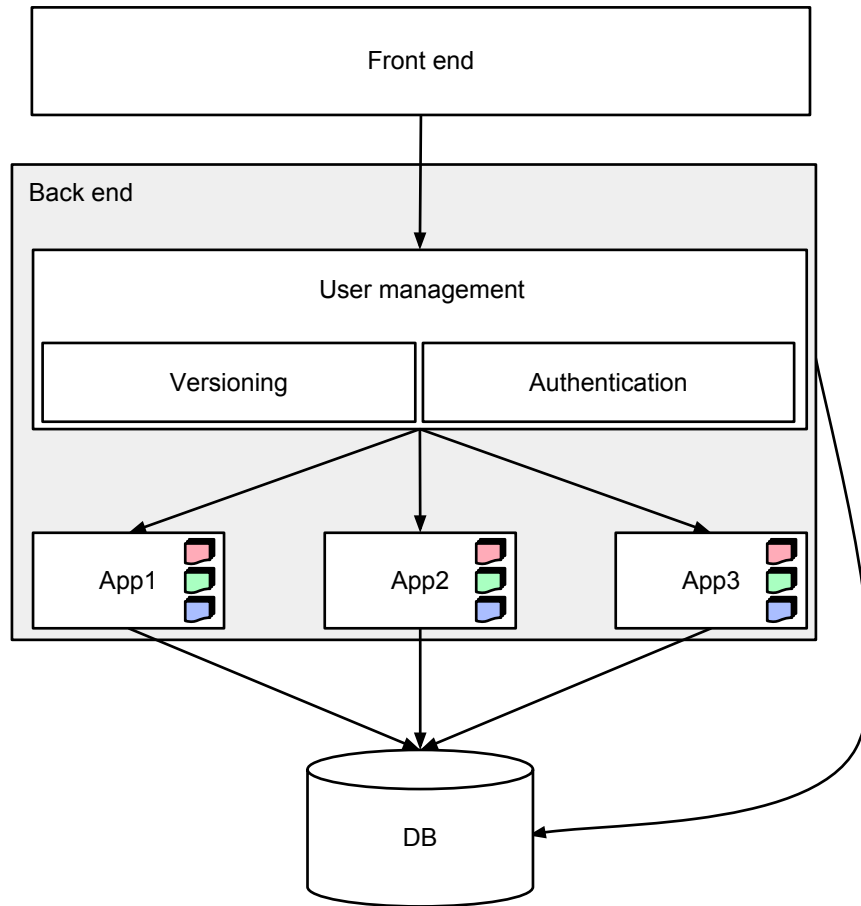 Front end
Back end
User management
Versioning
Authentication
App1
App2
App3
DB